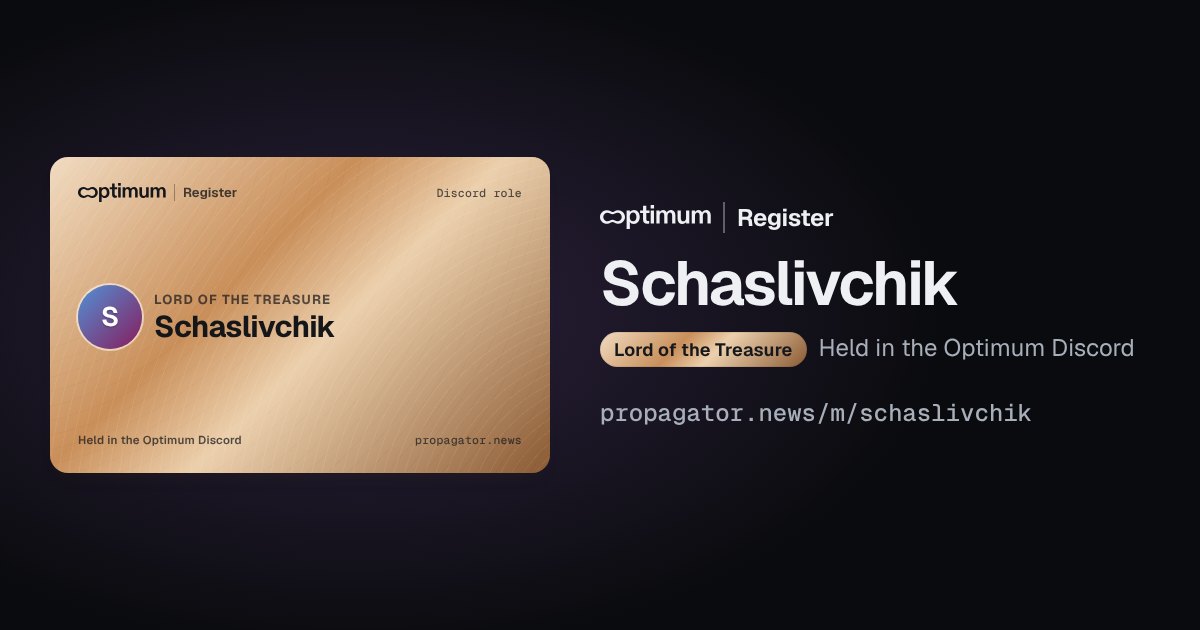 optimum | Register
Discord role
S
LORD OF THE TREASURE
Schaslivchik
Held in the Optimum Discord
propagator.news
optimum | Register
Schaslivchik
Lord of the Treasure
Held in the Optimum Discord
propagator.news/m/schaslivchik